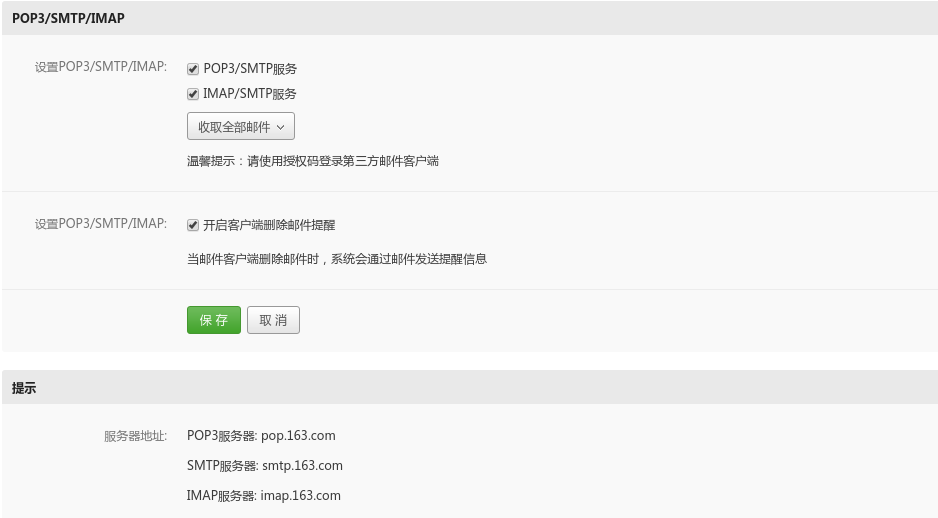 POP3/SMTP/IMAP
设置POP3/SMTP/IMAP:
POP3/SMTP服务
IMAP/SMTP服务
收取全部邮件
温馨提示：请使用授权码登录第三方邮件客户端
设置POP3/SMTP/IMAP:
开启客户端删除邮件提醒
当邮件客户端删除邮件时，系统会通过邮件发送提醒信息
保 存
取 消
提示
服务器地址:
POP3服务器: pop.163.com
SMTP服务器: smtp.163.com
IMAP服务器: imap.163.com